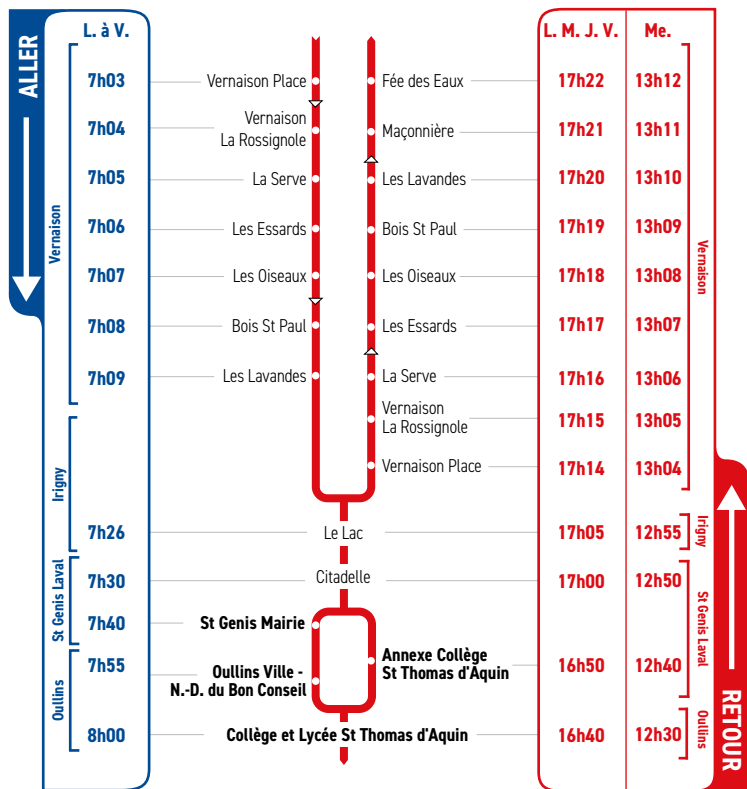 ALLER
L. à V.
L. M. J. V. Me.
7h03 Vernaison Place Fée des Eaux 17h22 13h12
7h04 Vernaison
La Rossignole Maçonnière 17h21 13h11
7h05 La Serve Les Lavandes 17h20 13h10
7h06 Les Essards Bois St Paul 17h19 13h09
Vernaison
7h07 Les Oiseaux Les Oiseaux 17h18 13h08
Vernaison
7h08 Bois St Paul Les Essards 17h17 13h07
7h09 Les Lavandes La Serve 17h16 13h06
Vernaison
La Rossignole 17h15 13h05
Vernaison Place 17h14 13h04
Irigny
7h26 Le Lac 17h05 12h55
Irigny
St Genis Laval
7h30 Citadelle 17h00 12h50
7h40 St Genis Mairie
St Genis Laval
7h55 Oullins Ville -
N.-D. du Bon Conseil
Annexe Collège
St Thomas d'Aquin 16h50 12h40
Oullins
8h00 Collège et Lycée St Thomas d'Aquin 16h40 12h30
Oullins
RETOUR